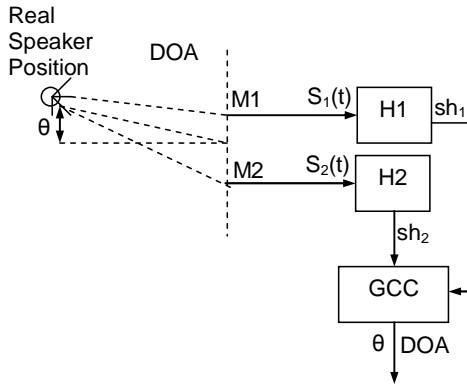 Real
Speaker
Position
DOA
θ
M1
S₁(t)
H1
sh₁
M2
S₂(t)
H2
sh₂
GCC
θ DOA